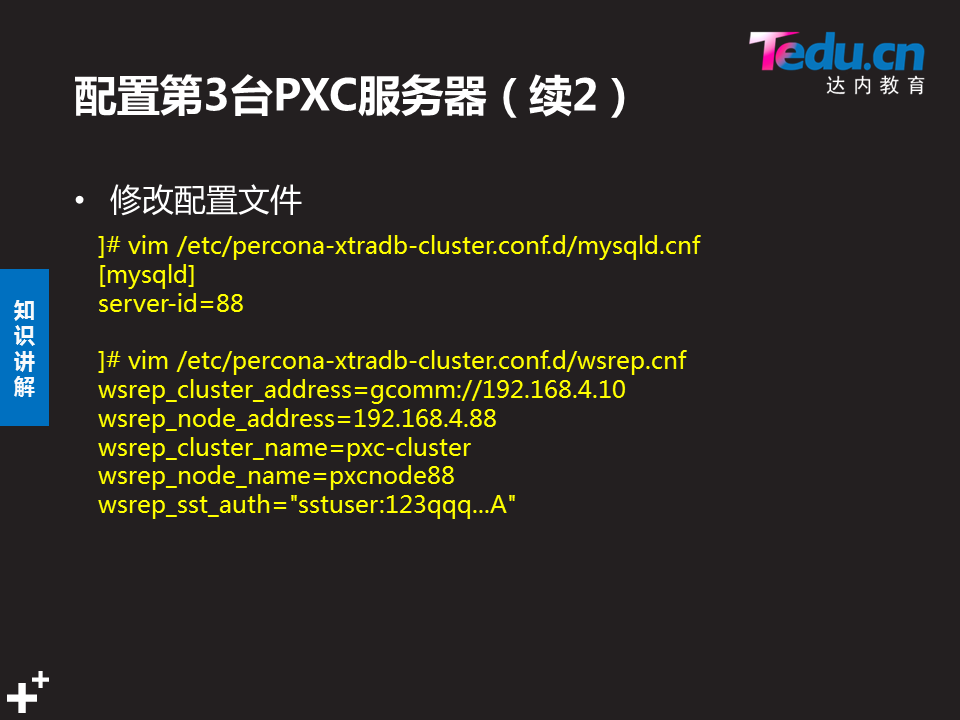 Tedu.cn
达内教育
配置第3台PXC服务器（续2）
• 修改配置文件
]# vim /etc/percona-xtradb-cluster.conf.d/mysqld.cnf
[mysqld]
server-id=88
]# vim /etc/percona-xtradb-cluster.conf.d/wsrep.cnf
wsrep_cluster_address=gcomm://192.168.4.10
wsrep_node_address=192.168.4.88
wsrep_cluster_name=pxc-cluster
wsrep_node_name=pxcnode88
wsrep_sst_auth="sstuser:123qqq...A"
知
识
讲
解